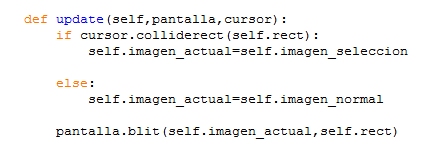 def update(self,pantalla,cursor):
    if cursor.colliderect(self.rect):
        self.imagen_actual=self.imagen_seleccion
    else:
        self.imagen_actual=self.imagen_normal
    pantalla.blit(self.imagen_actual,self.rect)